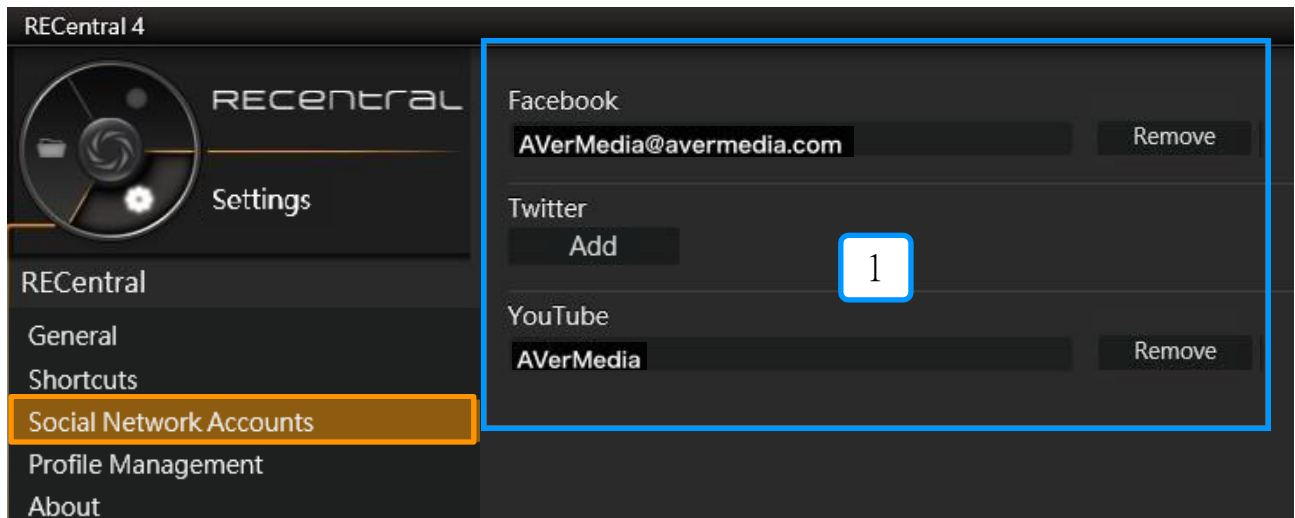 RECentral 4
RECentral
Settings
RECentral
General
Shortcuts
Social Network Accounts
Profile Management
About
Facebook
AVerMedia@avermedia.com Remove
Twitter
Add
1
YouTube
AVerMedia Remove